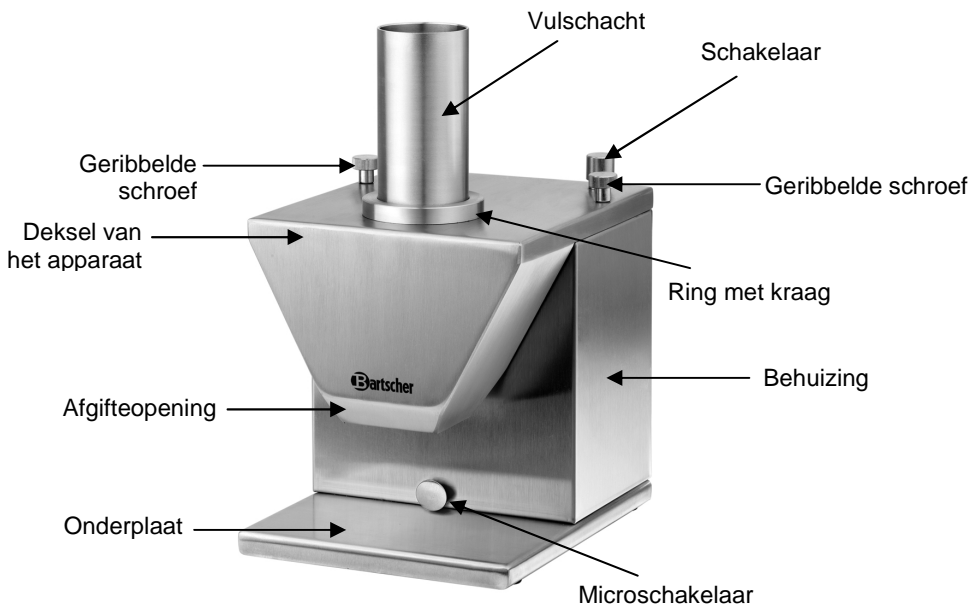 Vulschacht
Schakelaar
Geribbelde
schroef
Geribbelde schroef
Deksel van
het apparaat
Ring met kraag
Bartscher
Behuizing
Afgifteopening
Onderplaat
Microschakelaar